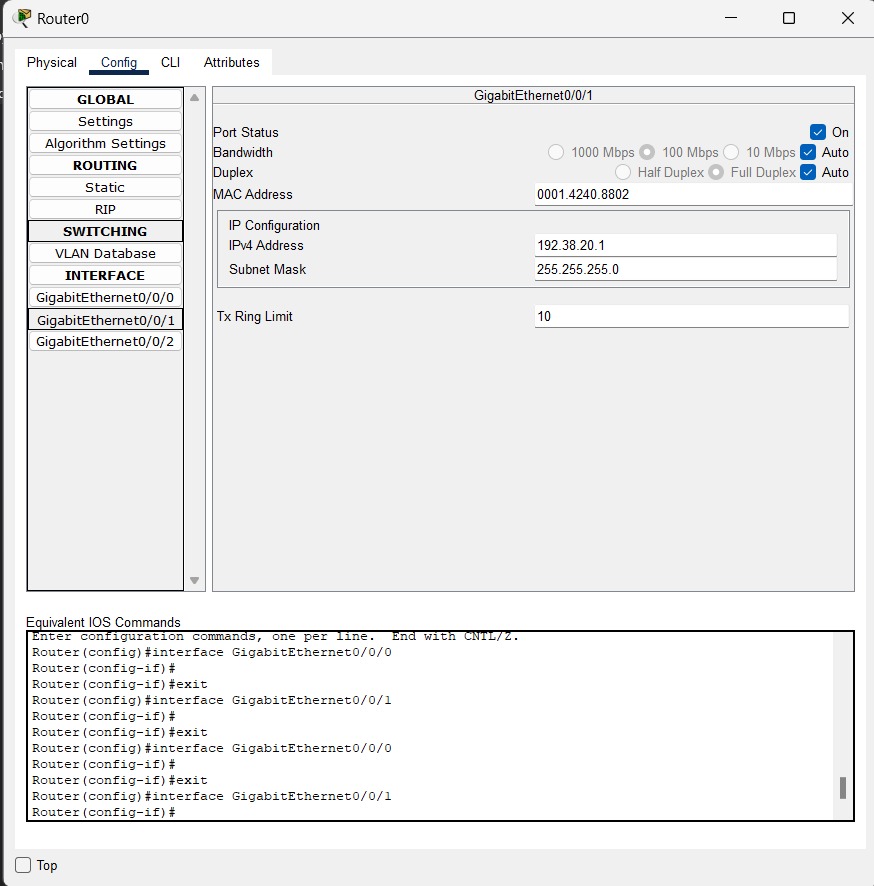 Router0
Physical Config CLI Attributes
GLOBAL
Settings
Algorithm Settings
ROUTING
Static
RIP
SWITCHING
VLAN Database
INTERFACE
GigabitEthernet0/0/0
GigabitEthernet0/0/1
GigabitEthernet0/0/2
GigabitEthernet0/0/1
Port Status On
Bandwidth 1000 Mbps 100 Mbps 10 Mbps Auto
Duplex Half Duplex Full Duplex Auto
MAC Address 0001.4240.8802
IP Configuration
IPv4 Address 192.38.20.1
Subnet Mask 255.255.255.0
Tx Ring Limit 10
Equivalent IOS Commands
Enter configuration commands, one per line.  End with CNTL/Z.
Router(config)#interface GigabitEthernet0/0/0
Router(config-if)#
Router(config-if)#exit
Router(config)#interface GigabitEthernet0/0/1
Router(config-if)#
Router(config-if)#exit
Router(config)#interface GigabitEthernet0/0/0
Router(config-if)#
Router(config-if)#exit
Router(config)#interface GigabitEthernet0/0/1
Router(config-if)#
Top